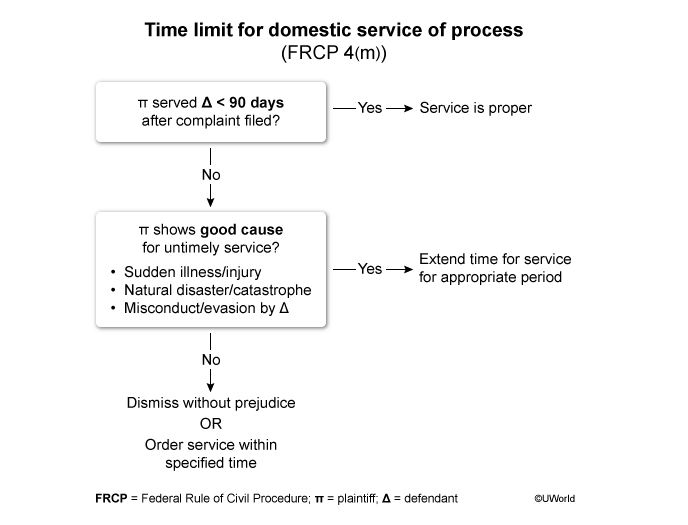 Time limit for domestic service of process
(FRCP 4(m))
π served Δ < 90 days
after complaint filed?
Yes
Service is proper
No
π shows good cause
for untimely service?
• Sudden illness/injury
• Natural disaster/catastrophe
• Misconduct/evasion by Δ
Yes
Extend time for service
for appropriate period
No
Dismiss without prejudice
OR
Order service within
specified time
FRCP = Federal Rule of Civil Procedure; π = plaintiff; Δ = defendant
©UWorld